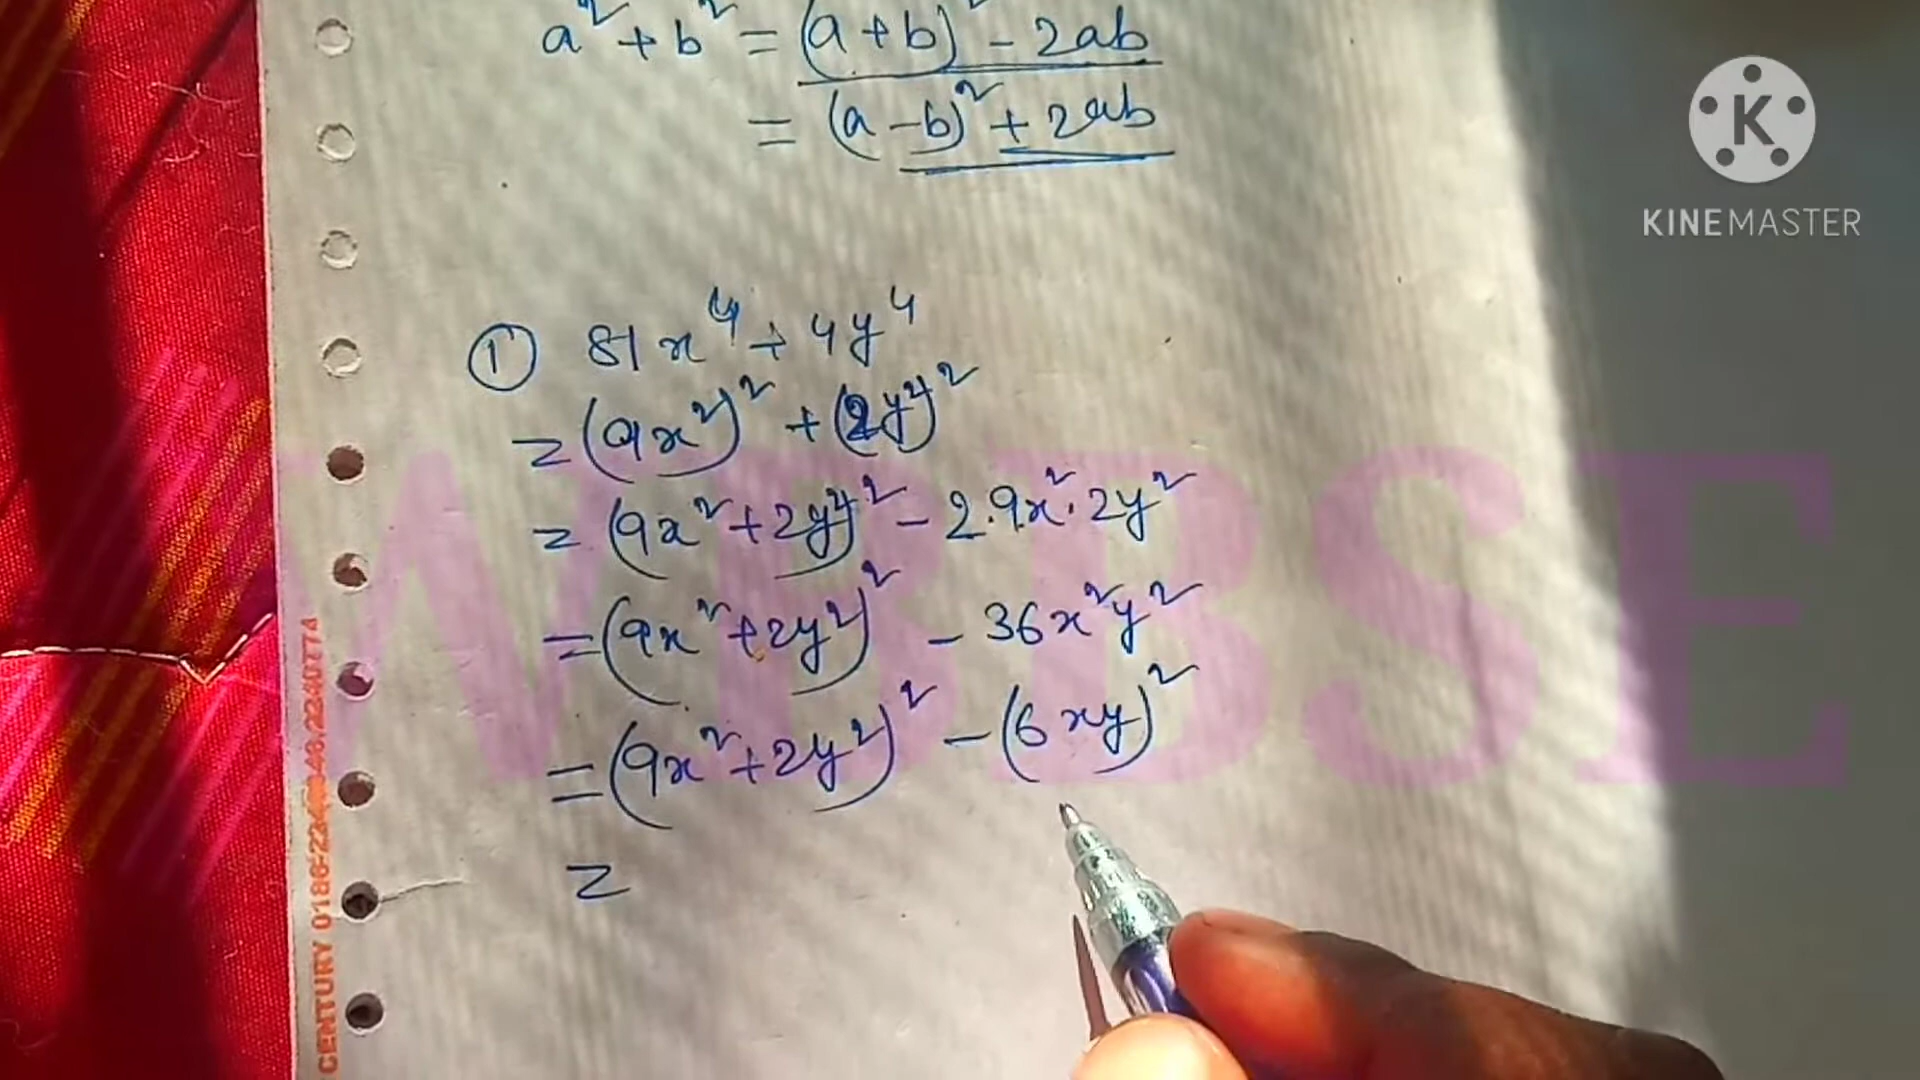 a² + b² = (a + b)² - 2ab
= (a - b)² + 2ab
K
KINEMASTER
① 81x⁴ + 4y⁴
= (9x²)² + (2y²)²
= (9x² + 2y²)² - 2.9x².2y²
= (9x² + 2y²)² - 36x²y²
= (9x² + 2y²)² - (6xy)²
=
WBBSE
CENTURY